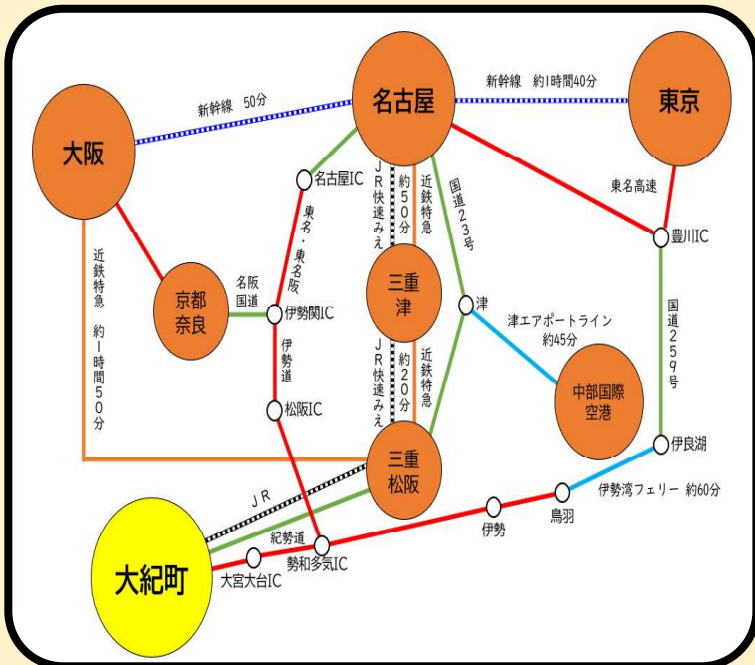 新幹線 50分
新幹線 約1時間40分
名古屋
東京
大阪
名古屋IC
JR快速みえ
約50分
近鉄特急
国道23号
東名高速
豊川IC
東名・東名阪
近鉄特急 約1時間50分
京都
奈良
名阪
国道
伊勢関IC
三重
津
津
津エアポートライン
約45分
国道259号
伊勢道
JR快速みえ
約20分
近鉄特急
中部国際
空港
松阪IC
伊良湖
三重
松阪
伊勢湾フェリー 約60分
JR
鳥羽
伊勢
紀勢道
勢和多気IC
大宮大台IC
大紀町